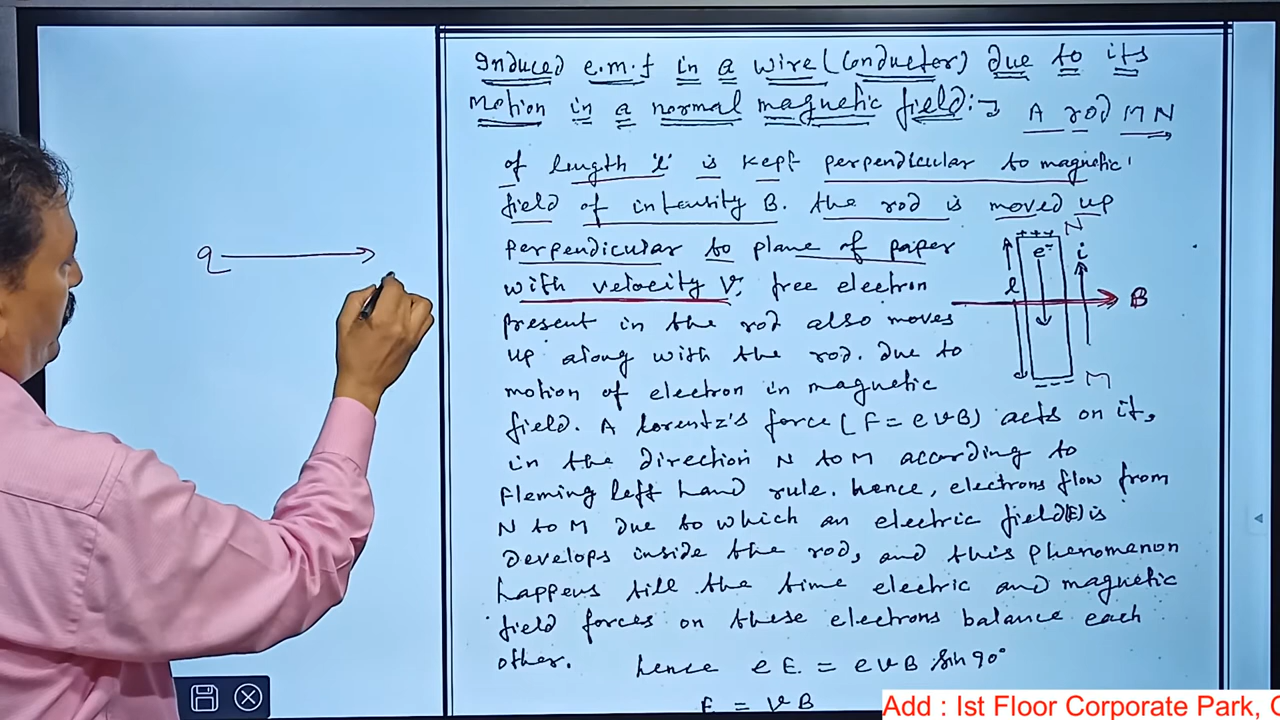 Induced e.m.f in a wire (Conductor) due to its
Motion in a normal magnetic field:→ A rod MN
of length 'l' is kept perpendicular to magnetic
field of intensity B. the rod is moved up
perpendicular to plane of paper
with velocity V, free electron
present in the rod also moves
up along with the rod. due to
motion of electron in magnetic
field. A Lorentz's force (F = evB) acts on it,
in the direction N to M according to
Fleming left hand rule. hence, electrons flow from
N to M due to which an electric field(E) is
develops inside the rod, and this phenomenon
happens till the time electric and magnetic
field forces on these electrons balance each
other. hence eE = evB sin 90°
E = vB
q
+++ N
e⁻
i
l
B
--- M
Add : Ist Floor Corporate Park, C